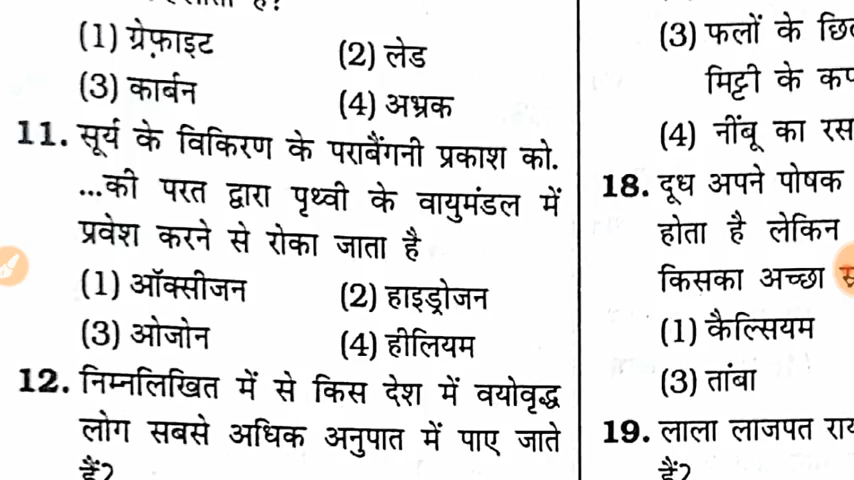 (1) ग्रेफ़ाइट
(2) लेड
(3) कार्बन
(4) अभ्रक
11. सूर्य के विकिरण के पराबैंगनी प्रकाश को.
...की परत द्वारा पृथ्वी के वायुमंडल में
प्रवेश करने से रोका जाता है
(1) ऑक्सीजन
(2) हाइड्रोजन
(3) ओजोन
(4) हीलियम
12. निम्नलिखित में से किस देश में वयोवृद्ध
लोग सबसे अधिक अनुपात में पाए जाते
हैं?
(3) फलों के
मिट्टी के
(4) नींबू का रस
18. दूध अपने पोषक
होता है लेकिन
किसका अच्छा
(1) कैल्सियम
(3) तांबा
19. लाला लाजपत राय
हैं?